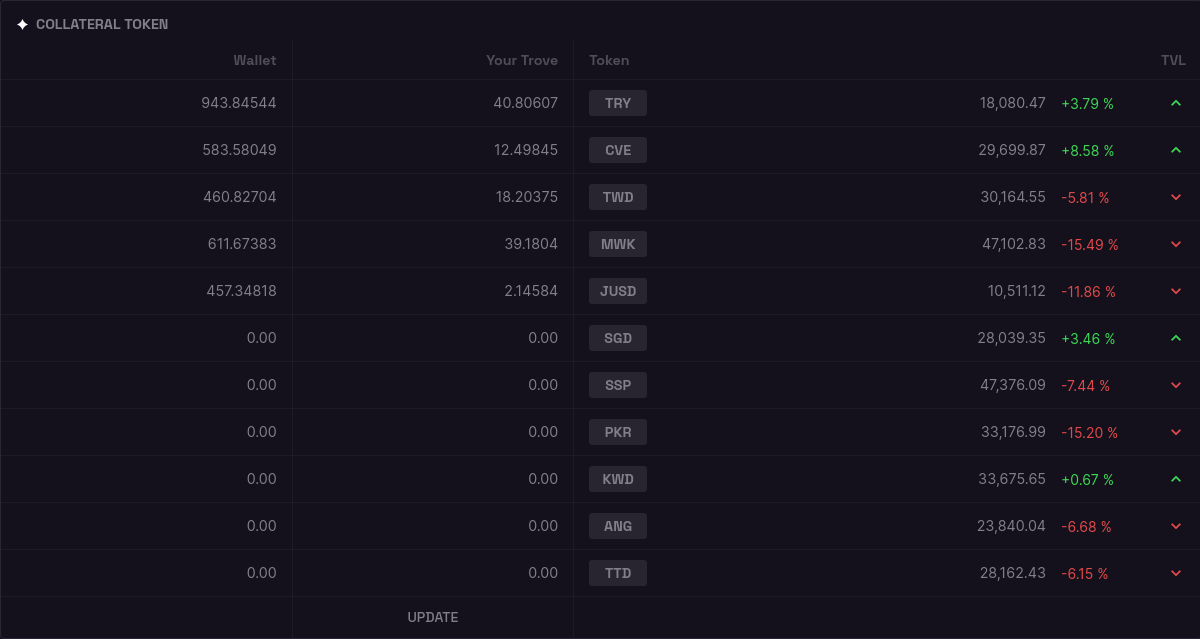 COLLATERAL TOKEN
Wallet Your Trove Token TVL
943.84544 40.80607 TRY 18,080.47 +3.79 %
583.58049 12.49845 CVE 29,699.87 +8.58 %
460.82704 18.20375 TWD 30,164.55 -5.81 %
611.67383 39.1804 MWK 47,102.83 -15.49 %
457.34818 2.14584 JUSD 10,511.12 -11.86 %
0.00 0.00 SGD 28,039.35 +3.46 %
0.00 0.00 SSP 47,376.09 -7.44 %
0.00 0.00 PKR 33,176.99 -15.20 %
0.00 0.00 KWD 33,675.65 +0.67 %
0.00 0.00 ANG 23,840.04 -6.68 %
0.00 0.00 TTD 28,162.43 -6.15 %
UPDATE